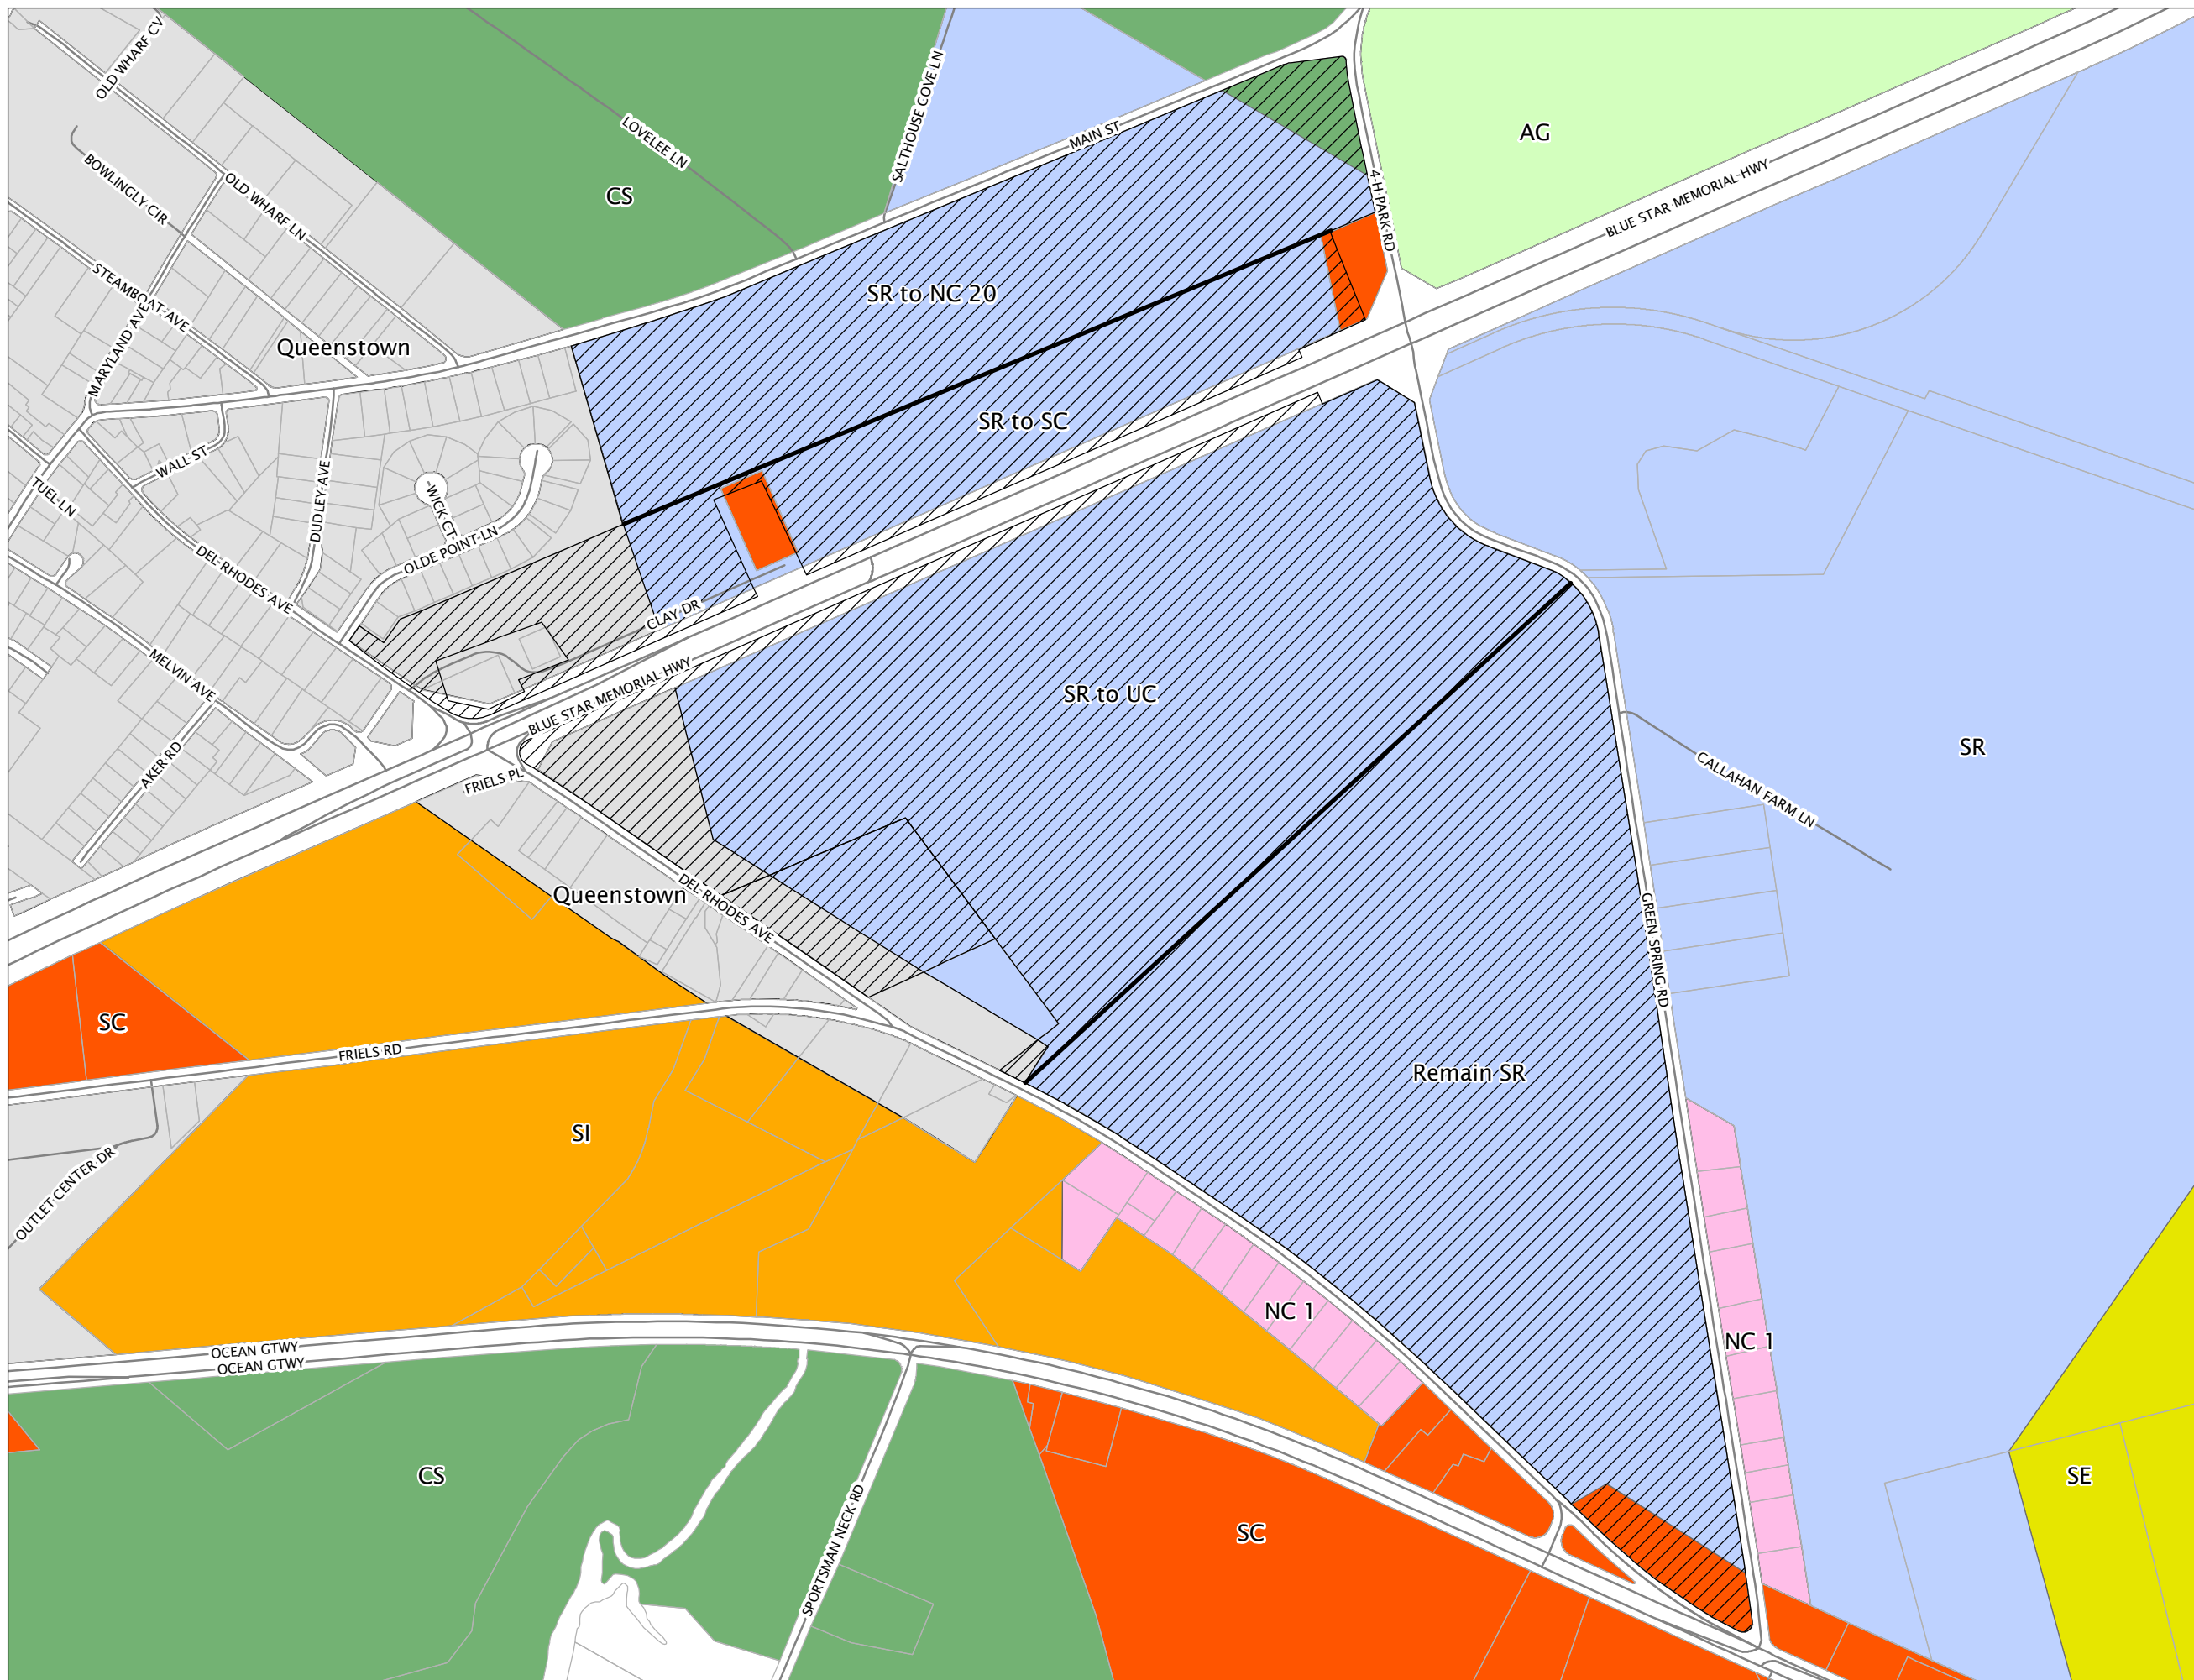 OLD WHARF CV
LOVELEE LN
SALTHOUSE COVE LN
MAIN ST
AG
BOWLINGLY CIR
OLD WHARF LN
CS
4-H PARK RD
BLUE STAR MEMORIAL HWY
STEAMBOAT AVE
MARYLAND AVE
SR to NC 20
Queenstown
SR to SC
WALL ST
TUEL LN
DUDLEY AVE
WICK CT
OLDE POINT LN
DEL RHODES AVE
CLAY DR
MELVIN AVE
BLUE STAR MEMORIAL HWY
SR to UC
SR
AKER RD
FRIELS PL
CALLAHAN FARM LN
Queenstown
DEL RHODES AVE
GREEN SPRING RD
SC
FRIELS RD
Remain SR
SI
OUTLET CENTER DR
NC 1
NC 1
OCEAN GTWY
OCEAN GTWY
CS
SE
SPORTSMAN NECK RD
SC